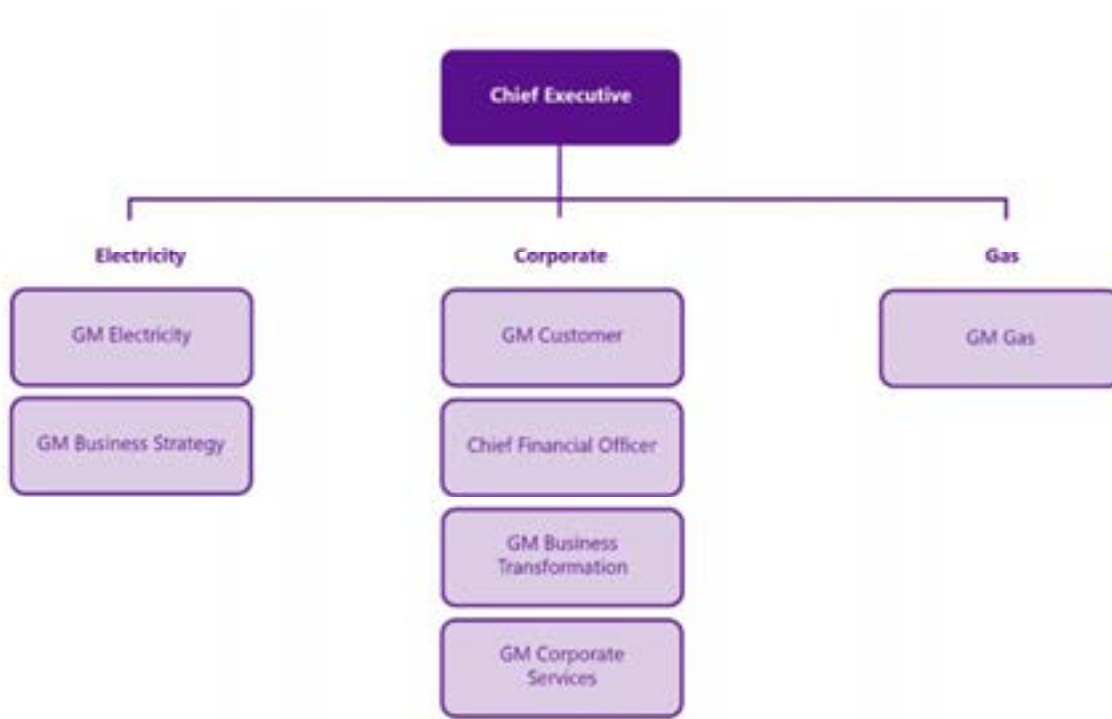 Chief Executive
Electricity
Corporate
Gas
GM Electricity
GM Customer
GM Gas
GM Business Strategy
Chief Financial Officer
GM Business
Transformation
GM Corporate
Services